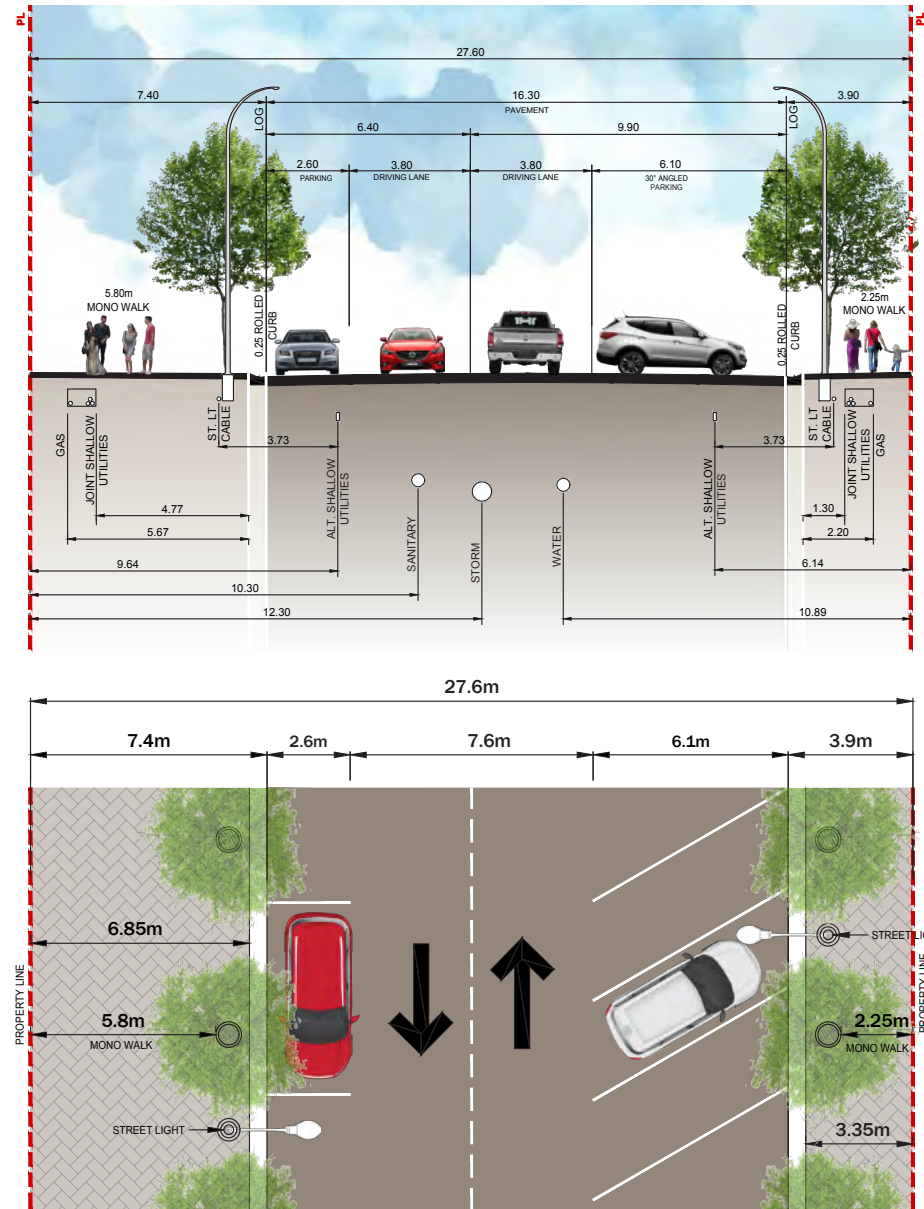 PL
PL
27.60
7.40
16.30
3.90
PAVEMENT
LOG
LOG
6.40
9.90
2.60
3.80
3.80
6.10
PARKING
DRIVING LANE
DRIVING LANE
30° ANGLED
PARKING
5.80m
MONO WALK
2.25m
MONO WALK
0.25 ROLLED
CURB
0.25 ROLLED
CURB
GAS
JOINT SHALLOW
UTILITIES
ST. LT
CABLE
3.73
ALT. SHALLOW
UTILITIES
SANITARY
STORM
WATER
ALT. SHALLOW
UTILITIES
3.73
ST. LT
CABLE
JOINT SHALLOW
UTILITIES
GAS
4.77
1.30
5.67
2.20
9.64
6.14
10.30
12.30
10.89
27.6m
7.4m
2.6m
7.6m
6.1m
3.9m
6.85m
STREET LI
PROPERTY LINE
PROPERTY LINE
5.8m
MONO WALK
2.25m
MONO WALK
STREET LIGHT
3.35m